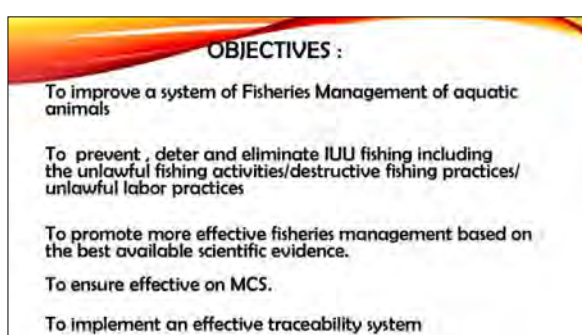 OBJECTIVES :
To improve a system of Fisheries Management of aquatic
animals
To prevent , deter and eliminate IUU fishing including
the unlawful fishing activities/destructive fishing practices/
unlawful labor practices
To promote more effective fisheries management based on
the best available scientific evidence.
To ensure effective on MCS.
To implement an effective traceability system